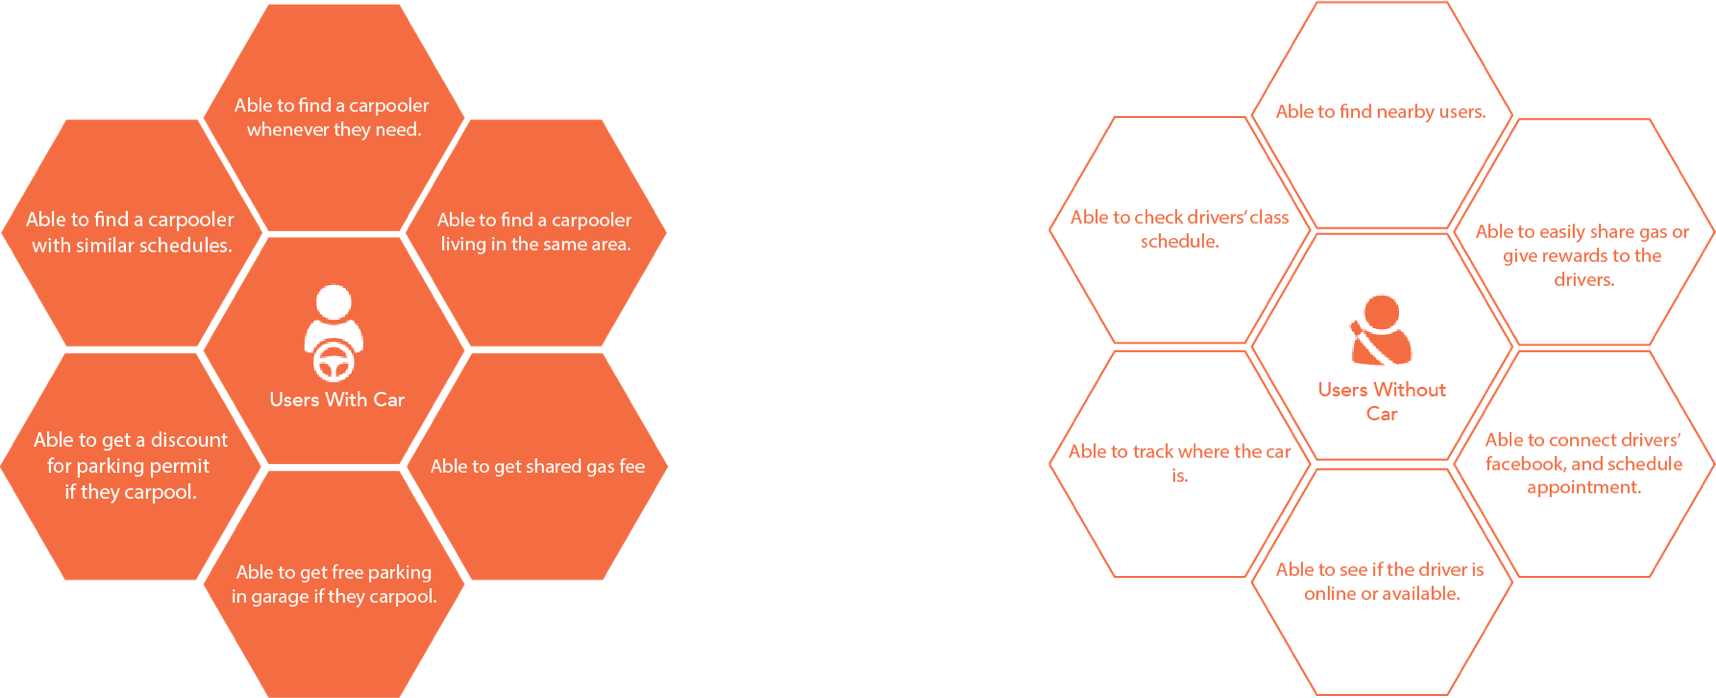 Able to find a carpooler
whenever they need.
Able to find a carpooler
with similar schedules.
Able to find a carpooler
living in the same area.
Users With Car
Able to get a discount
for parking permit
if they carpool.
Able to get shared gas fee
Able to get free parking
in garage if they carpool.
Able to find nearby users.
Able to check drivers’ class
schedule.
Able to easily share gas or
give rewards to the
drivers.
Users Without
Car
Able to track where the car
is.
Able to connect drivers’
facebook, and schedule
appointment.
Able to see if the driver is
online or available.